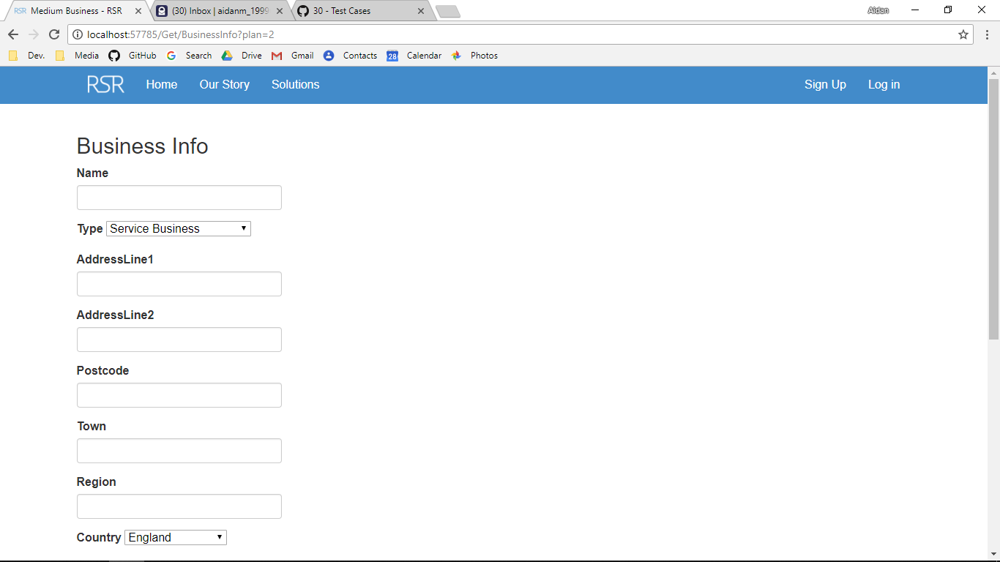 RSR Medium Business - RSR
(30) Inbox | aidanm_1999
30 - Test Cases
Aidan
localhost:57785/Get/BusinessInfo?plan=2
Dev. Media GitHub Search Drive Gmail Contacts 28 Calendar Photos
RSR Home Our Story Solutions Sign Up Log in
Business Info
Name
Type Service Business
AddressLine1
AddressLine2
Postcode
Town
Region
Country England